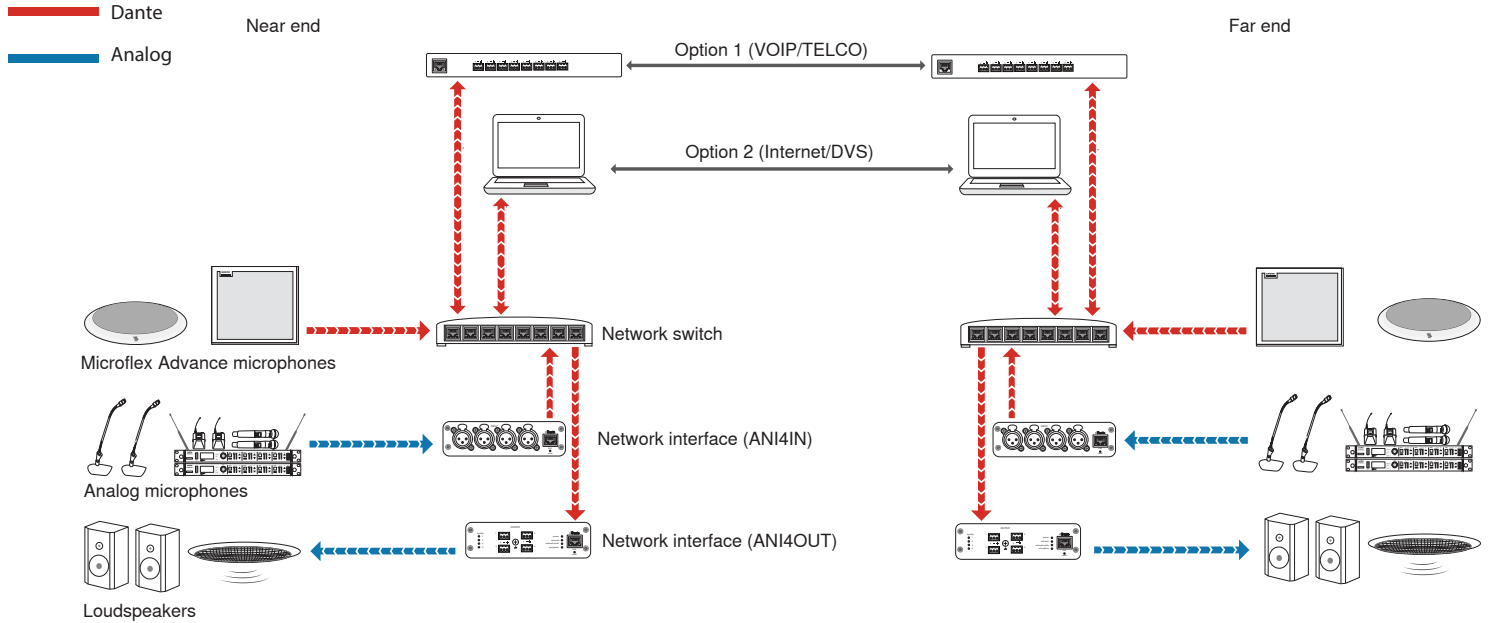 Dante
Near end
Far end
Analog
Option 1 (VOIP/TELCO)
Option 2 (Internet/DVS)
Network switch
Microflex Advance microphones
Network interface (ANI4IN)
Analog microphones
Network interface (ANI4OUT)
Loudspeakers